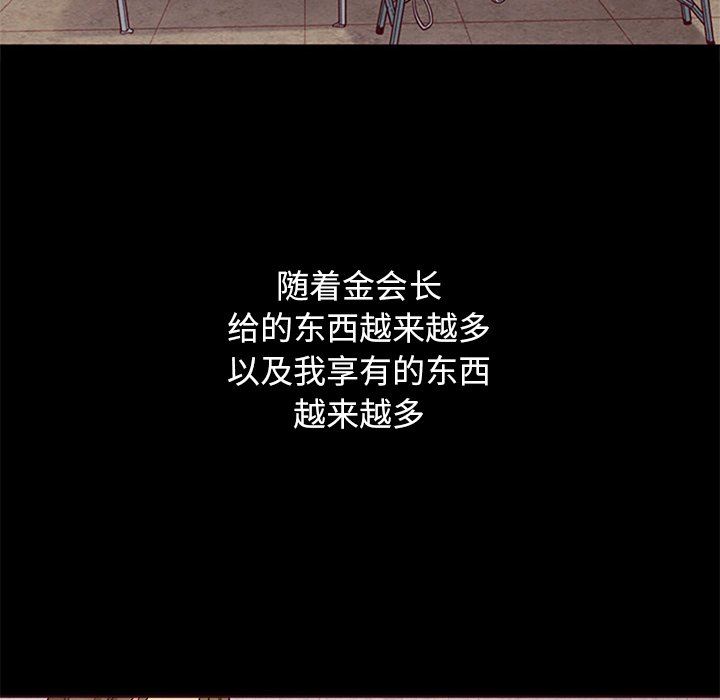 随着金会长
给的东西越来越多
以及我享有的东西
越来越多